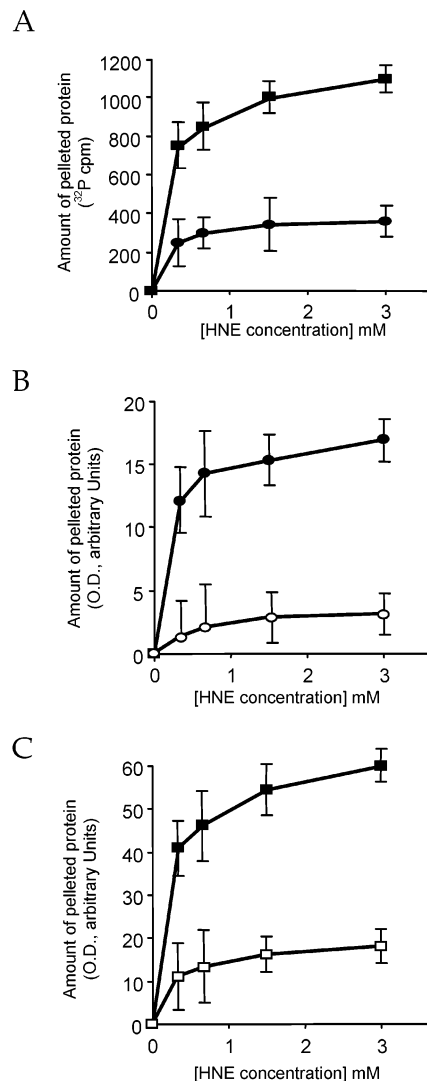 A
Amount of pelleted protein
(³²P cpm)
1200
1000
800
600
400
200
0
0 1 2 3
[HNE concentration] mM
B
Amount of pelleted protein
(O.D., arbitrary Units)
20
15
10
5
0
0 1 2 3
[HNE concentration] mM
C
Amount of pelleted protein
(O.D., arbitrary Units)
60
50
40
30
20
10
0
0 1 2 3
[HNE concentration] mM